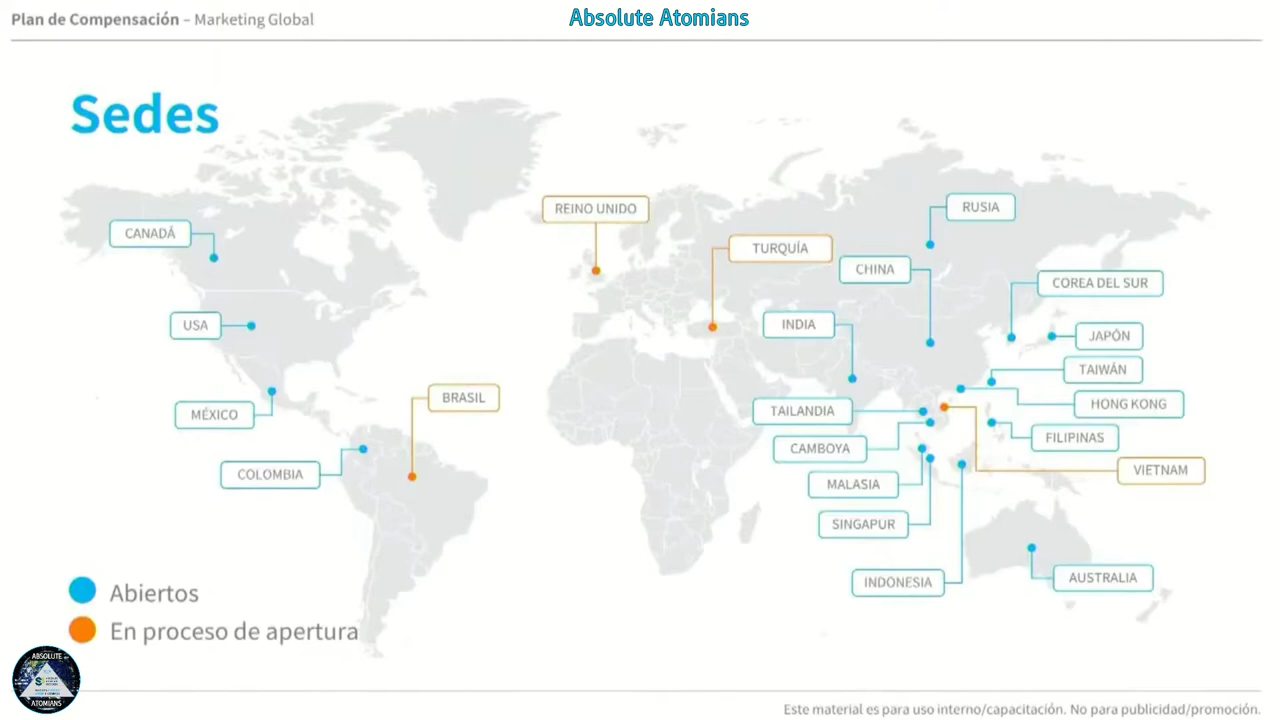 Plan de Compensación – Marketing Global
Absolute Atomians
Sedes
REINO UNIDO
RUSIA
CANADÁ
TURQUÍA
CHINA
COREA DEL SUR
USA
INDIA
JAPÓN
TAIWÁN
BRASIL
HONG KONG
MÉXICO
TAILANDIA
FILIPINAS
CAMBOYA
VIETNAM
COLOMBIA
MALASIA
SINGAPUR
INDONESIA
AUSTRALIA
Abiertos
En proceso de apertura
ABSOLUTE
ATOMIANS
Este material es para uso interno/capacitación. No para publicidad/promoción.